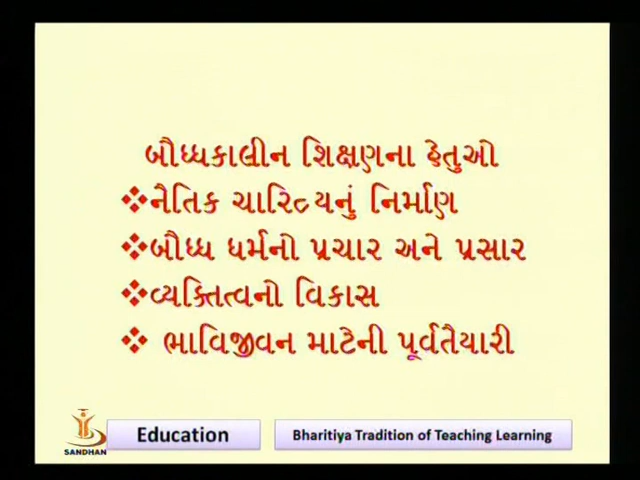 બૌધ્ધકાલીન શિક્ષણના હેતુઓ
❖નૈતિક ચારિત્ર્યનું નિર્માણ
❖બૌધ્ધ ધર્મનો પ્રચાર અને પ્રસાર
❖વ્યક્તિત્વનો વિકાસ
❖ ભાવિજીવન માટેની પૂર્વતૈયારી
SANDHAN
Education
Bharitiya Tradition of Teaching Learning